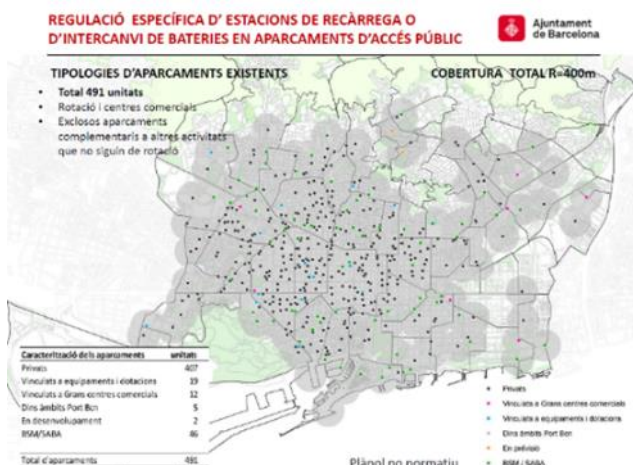 REGULACIÓ ESPECÍFICA D' ESTACIONS DE RECÀRREGA O
D'INTERCANVI DE BATERIES EN APARCAMENTS D'ACCÉS PÚBLIC
Ajuntament
de Barcelona
TIPOLOGIES D'APARCAMENTS EXISTENTS
COBERTURA TOTAL R=400m
• Total 491 unitats
• Rotació i centres comercials
• Exclosos aparcaments
complementaris a altres activitats
que no siguin de rotació
Caracterització dels aparcaments unitats
Privats 407
Vinculats a equipaments i dotacions 19
Vinculats a Grans centres comercials 12
Dins àmbits Port Bcn 5
En desenvolupament 2
BSM/SABA 46
Total d'aparcaments 491
Privats
Vinculats a Grans centres comercials
Vinculats a equipaments i dotacions
Dins àmbits Port Bcn
En previsió
BSM / SABA
Plànol no normatiu